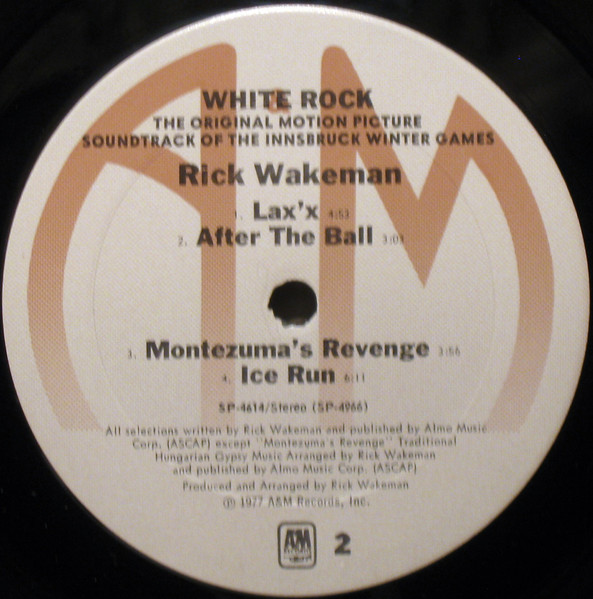 WHITE ROCK
THE ORIGINAL MOTION PICTURE
SOUNDTRACK OF THE INNSBRUCK WINTER GAMES
Rick Wakeman
1. Lax'x 4:53
2. After The Ball 3:03
3. Montezuma's Revenge 3:56
4. Ice Run 6:11
SP-4614/Stereo (SP-4966)
All selections written by Rick Wakeman and published by Almo Music
Corp. (ASCAP) except "Montezuma's Revenge" Traditional
Hungarian Gypsy Music Arranged by Rick Wakeman
and published by Almo Music Corp. (ASCAP)
Produced and Arranged by Rick Wakeman
℗ 1977 A&M Records, Inc.
A&M 2